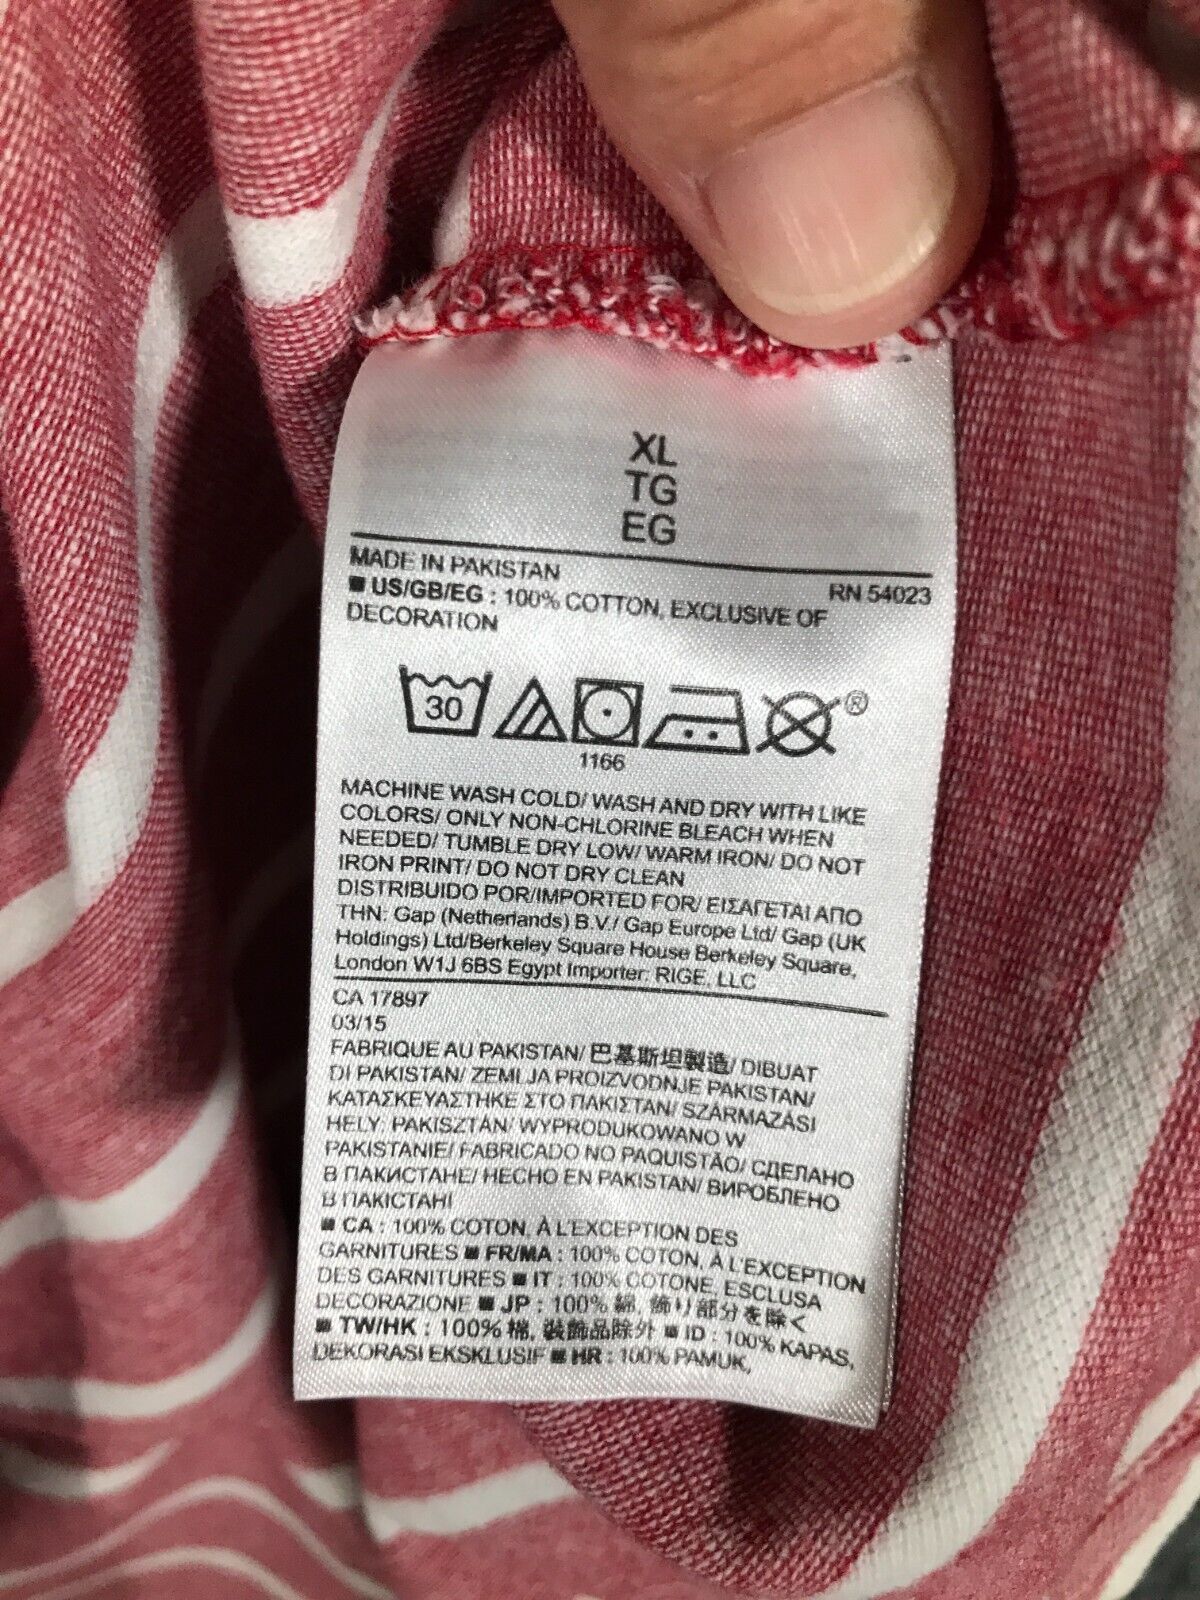 XL
TG
EG
MADE IN PAKISTAN
RN 54023
■ US/GB/EG : 100% COTTON, EXCLUSIVE OF
DECORATION
30
®
1166
MACHINE WASH COLD/ WASH AND DRY WITH LIKE
COLORS/ ONLY NON-CHLORINE BLEACH WHEN
NEEDED/ TUMBLE DRY LOW/ WARM IRON/ DO NOT
IRON PRINT/ DO NOT DRY CLEAN
DISTRIBUIDO POR/IMPORTED FOR/ ΕΙΣΑΓΕΤΑΙ ΑΠΟ
THN: Gap (Netherlands) B.V./ Gap Europe Ltd/ Gap (UK
Holdings) Ltd/Berkeley Square House Berkeley Square,
London W1J 6BS Egypt Importer: RIGE, LLC
CA 17897
03/15
FABRIQUE AU PAKISTAN/ 巴基斯坦製造/ DIBUAT
DI PAKISTAN/ ZEMLJA PROIZVODNJE PAKISTAN/
ΚΑΤΑΣΚΕΥΑΣΤΗΚΕ ΣΤΟ ΠΑΚΙΣΤΑΝ/ SZÁRMAZÁSI
HELY: PAKISZTÁN/ WYPRODUKOWANO W
PAKISTANIE/ FABRICADO NO PAQUISTÃO/ СДЕЛАНО
В ПАКИСТАНЕ/ HECHO EN PAKISTAN/ ВИРОБЛЕНО
В ПАКІСТАНІ
■ CA : 100% COTON, À L'EXCEPTION DES
GARNITURES ■ FR/MA : 100% COTON, À L'EXCEPTION
DES GARNITURES ■ IT : 100% COTONE, ESCLUSA
DECORAZIONE ■ JP : 100% 綿, 飾り部分を除く
■ TW/HK : 100% 棉, 裝飾品除外 ■ ID : 100% KAPAS,
DEKORASI EKSKLUSIF ■ HR : 100% PAMUK,